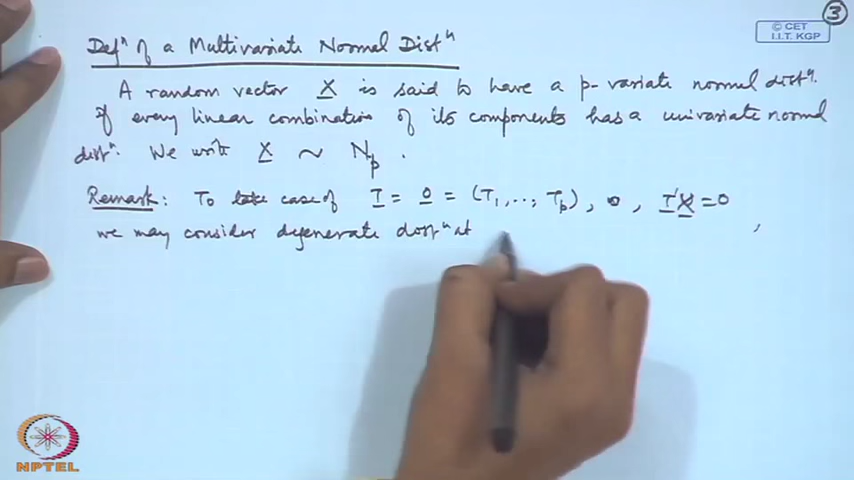 3
© CET
I.I.T. KGP
Defⁿ of a Multivariate Normal Distⁿ
A random vector X is said to have a p-variate normal distⁿ.
if every linear combination of its components has a univariate normal
distⁿ. We write X ~ Nₚ .
Remark: To take case of T = 0 = (T₁, ..., Tₚ), 0, T'X = 0
we may consider degenerate distⁿ at ,
NPTEL